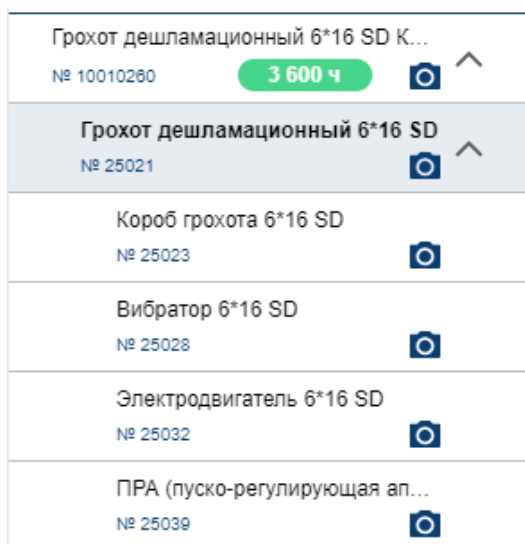 Грохот дешламационный 6*16 SD К...
№ 10010260 3 600 ч
Грохот дешламационный 6*16 SD
№ 25021
Короб грохота 6*16 SD
№ 25023
Вибратор 6*16 SD
№ 25028
Электродвигатель 6*16 SD
№ 25032
ПРА (пуско-регулирующая ап...
№ 25039